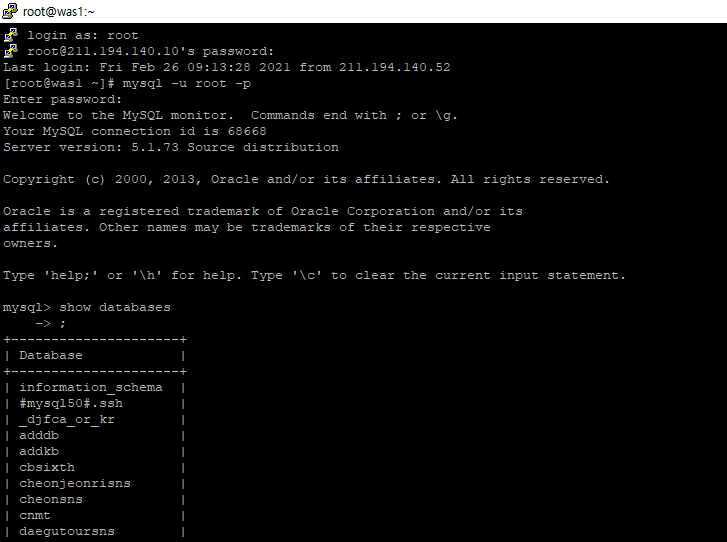 root@was1:~
login as: root
root@211.194.140.10's password:
Last login: Fri Feb 26 09:13:28 2021 from 211.194.140.52
[root@was1 ~]# mysql -u root -p
Enter password:
Welcome to the MySQL monitor.  Commands end with ; or \g.
Your MySQL connection id is 68668
Server version: 5.1.73 Source distribution

Copyright (c) 2000, 2013, Oracle and/or its affiliates. All rights reserved.

Oracle is a registered trademark of Oracle Corporation and/or its
affiliates. Other names may be trademarks of their respective
owners.

Type 'help;' or '\h' for help. Type '\c' to clear the current input statement.

mysql> show databases
    -> ;
+---------------------+
| Database            |
+---------------------+
| information_schema  |
| #mysql50#.ssh       |
| _djfca_or_kr        |
| adddb               |
| addkb               |
| cbsixth             |
| cheonjeonrisns      |
| cheonsns            |
| cnmt                |
| daegutoursns        |